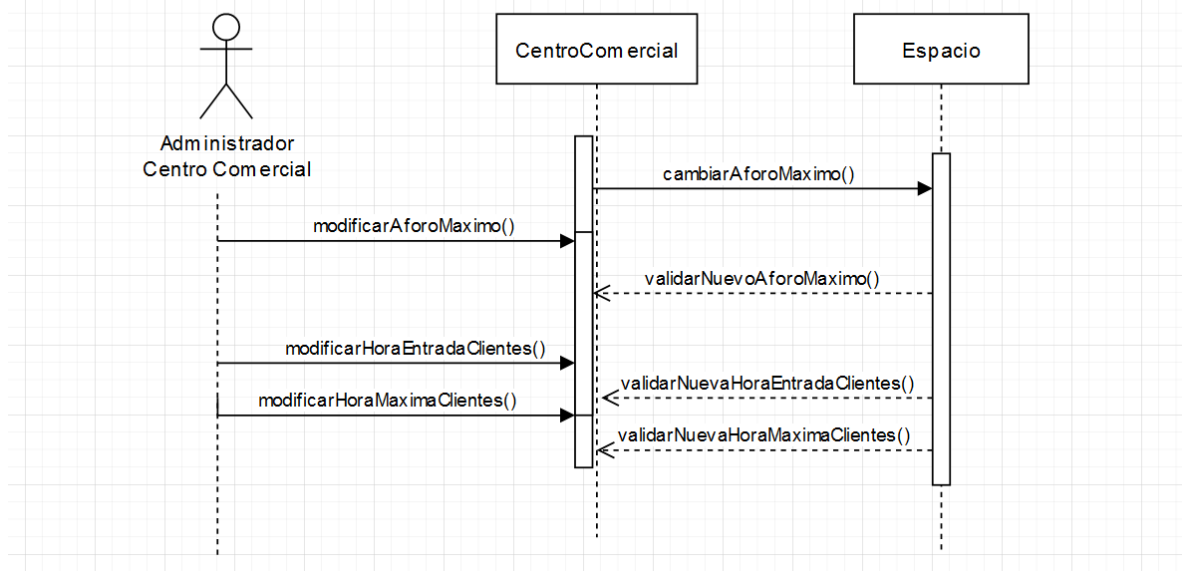 CentroComercial
Espacio
Administrador
Centro Comercial
cambiarAforoMaximo()
modificarAforoMaximo()
validarNuevoAforoMaximo()
modificarHoraEntradaClientes()
validarNuevaHoraEntradaClientes()
modificarHoraMaximaClientes()
validarNuevaHoraMaximaClientes()